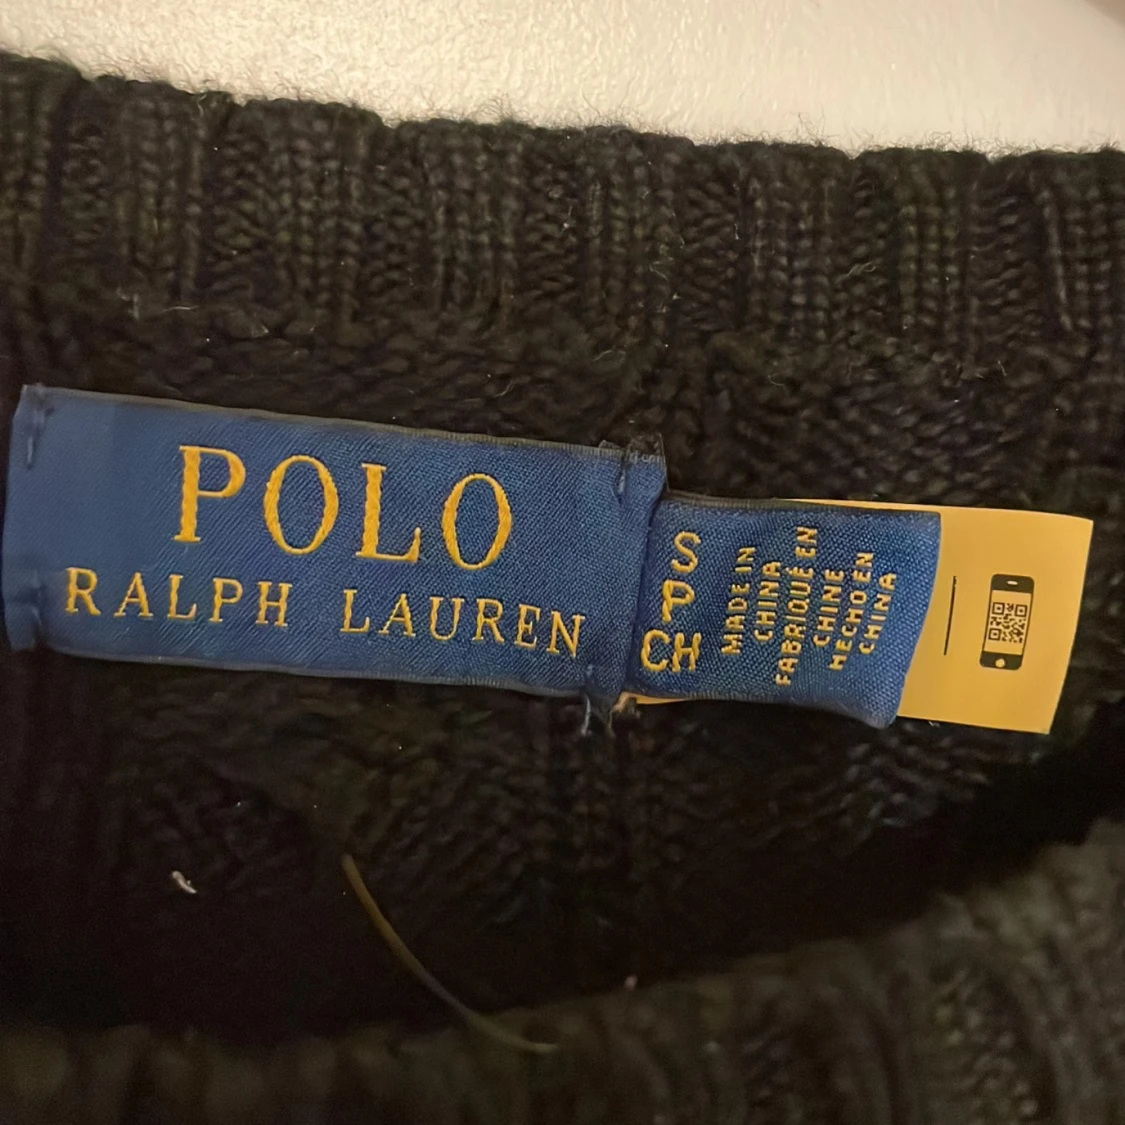 POLO
RALPH LAUREN
S
P
CH
MADE IN
CHINA
FABRIQUÉ EN
CHINE
HECHO EN
CHINA